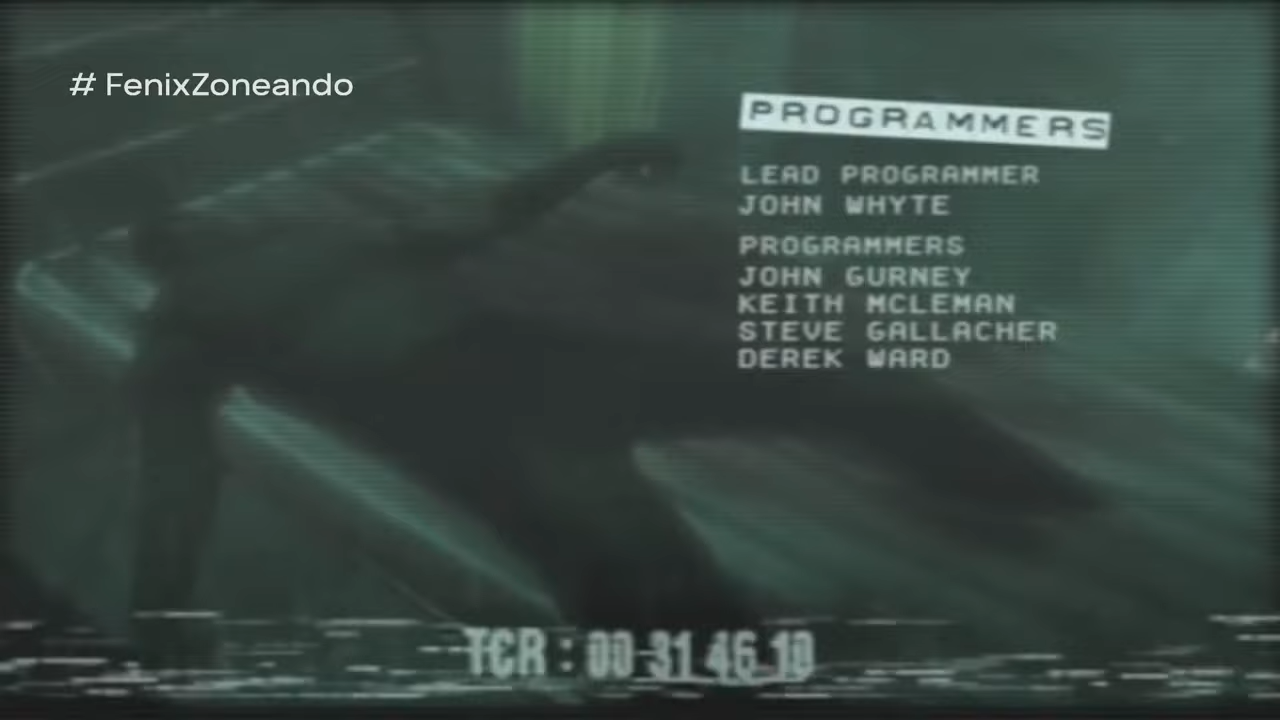 # FenixZoneando
PROGRAMMERS
LEAD PROGRAMMER
JOHN WHYTE
PROGRAMMERS
JOHN GURNEY
KEITH MCLEMAN
STEVE GALLACHER
DEREK WARD
TCR : 00 31 46 10